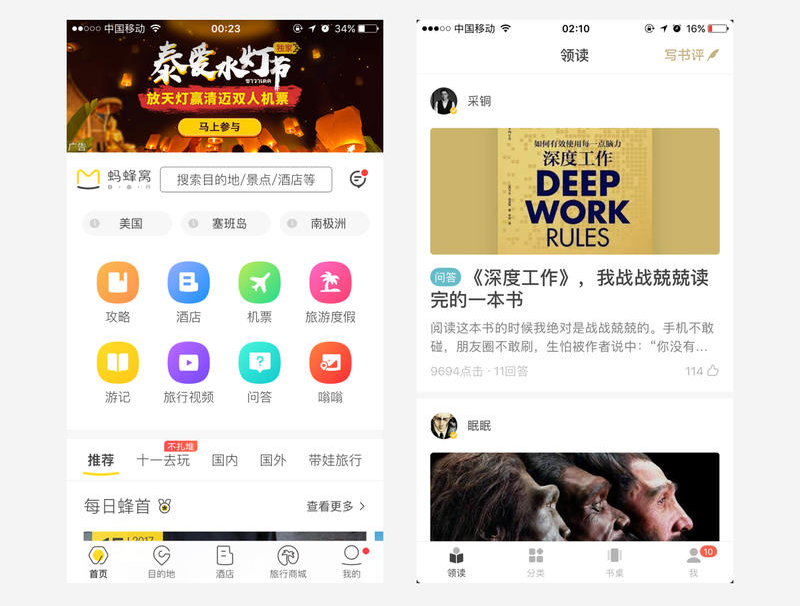 中国移动
00:23
34%
泰爱水灯节
独家
放天灯赢清迈双人机票
马上参与
广告
蚂蜂窝
搜索目的地/景点/酒店等
美国
塞班岛
南极洲
攻略
酒店
机票
旅游度假
游记
旅行视频
问答
嗡嗡
不扎堆
推荐
十一去玩
国内
国外
带娃旅行
每日蜂首
查看更多
首页
目的地
酒店
旅行商城
我的
中国移动
02:10
16%
领读
写书评
采铜
如何有效使用每一点脑力
深度工作
DEEP
WORK
RULES
问答 《深度工作》，我战战兢兢读
完的一本书
阅读这本书的时候我绝对是战战兢兢的。手机不敢
碰，朋友圈不敢刷，生怕被作者说中：“你没有...
9694点击 · 11回答
114
眠眠
领读
分类
书桌
我
10